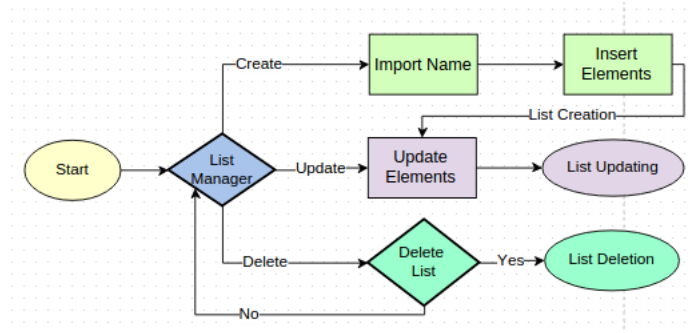 Create
Import Name
Insert
Elements
List Creation
Start
List
Manager
Update
Update
Elements
List Updating
Delete
Delete
List
Yes
List Deletion
No